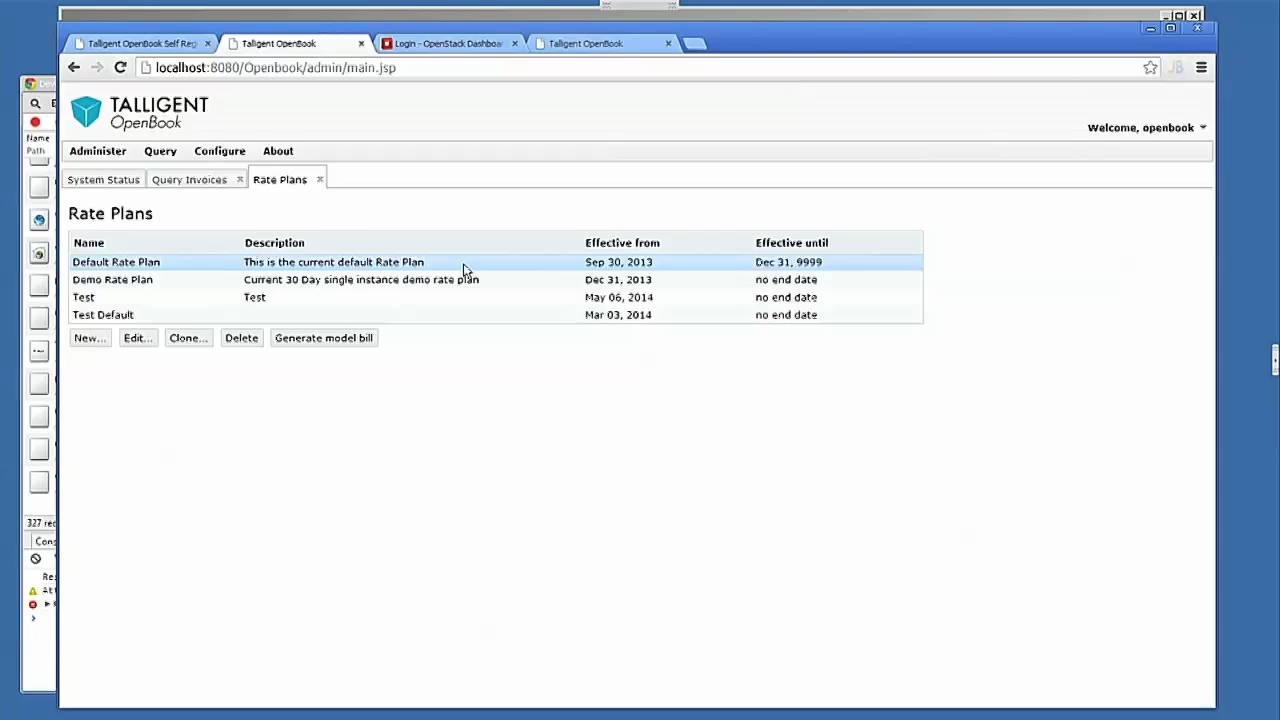 Talligent OpenBook Self Reg
Talligent OpenBook
Login - OpenStack Dashboar
Talligent OpenBook
localhost:8080/Openbook/admin/main.jsp
TALLIGENT
OpenBook
Welcome, openbook
Administer Query Configure About
System Status Query Invoices Rate Plans
Rate Plans
Name Description Effective from Effective until
Default Rate Plan This is the current default Rate Plan Sep 30, 2013 Dec 31, 9999
Demo Rate Plan Current 30 Day single instance demo rate plan Dec 31, 2013 no end date
Test Test May 06, 2014 no end date
Test Default Mar 03, 2014 no end date
New... Edit... Clone... Delete Generate model bill
Name
Path
327 rec
Cons
Res